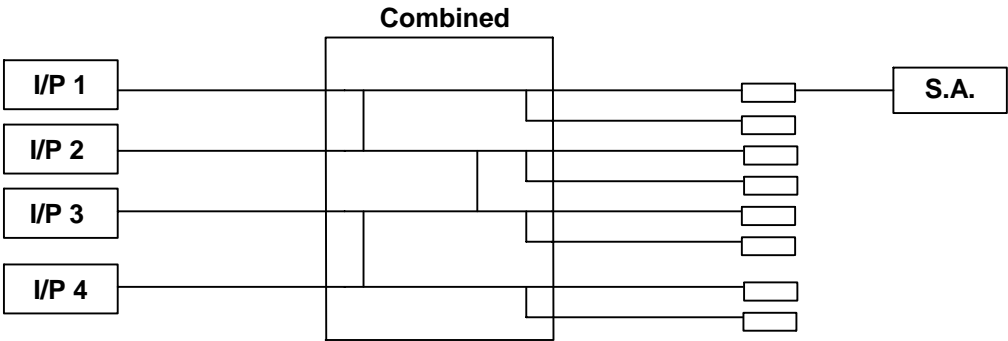 Combined
I/P 1
S.A.
I/P 2
I/P 3
I/P 4